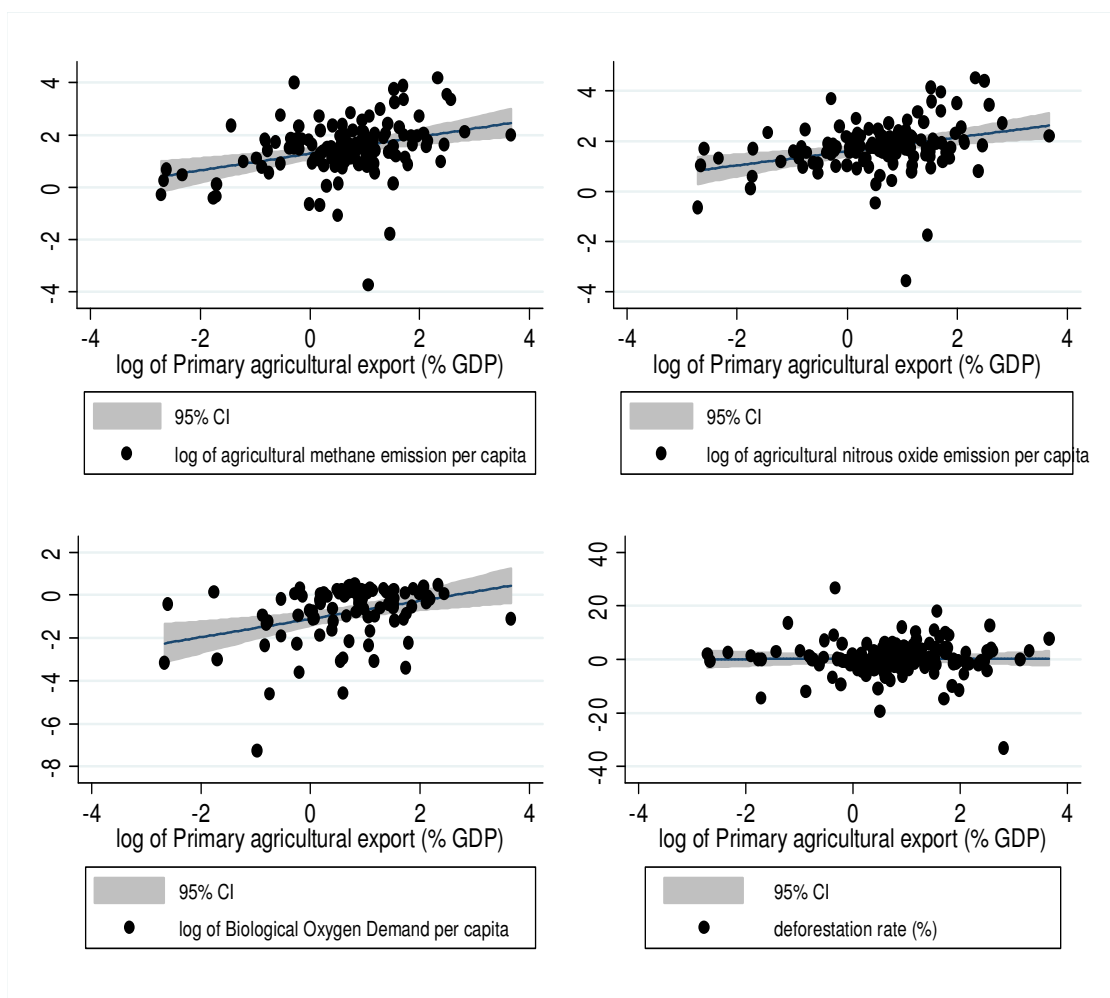 4
2
0
-2
-4
-4 -2 0 2 4
log of Primary agricultural export (% GDP)
95% CI
log of agricultural methane emission per capita
4
2
0
-2
-4
-4 -2 0 2 4
log of Primary agricultural export (% GDP)
95% CI
log of agricultural nitrous oxide emission per capita
2
0
-2
-4
-6
-8
-4 -2 0 2 4
log of Primary agricultural export (% GDP)
95% CI
log of Biological Oxygen Demand per capita
40
20
0
-20
-40
-4 -2 0 2 4
log of Primary agricultural export (% GDP)
95% CI
deforestation rate (%)